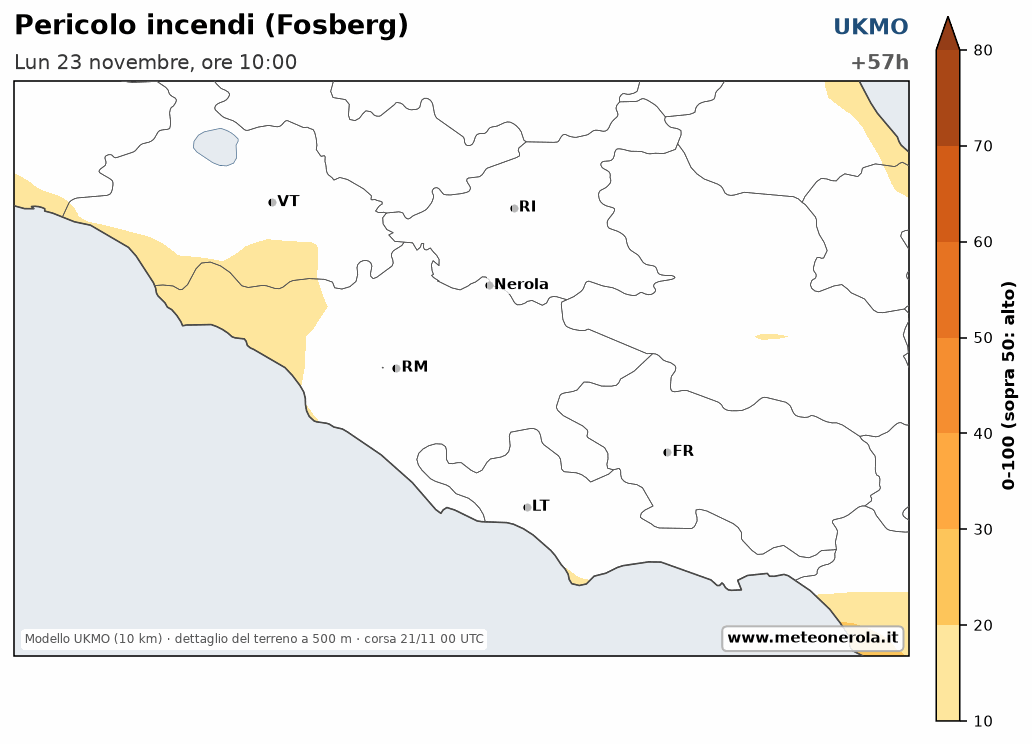 Pericolo incendi (Fosberg)
UKMO
Lun 23 novembre, ore 10:00
+57h
80
70
60
50
40
30
20
10
0-100 (sopra 50: alto)
VT
RI
Nerola
RM
FR
LT
Modello UKMO (10 km) · dettaglio del terreno a 500 m · corsa 21/11 00 UTC
www.meteonerola.it